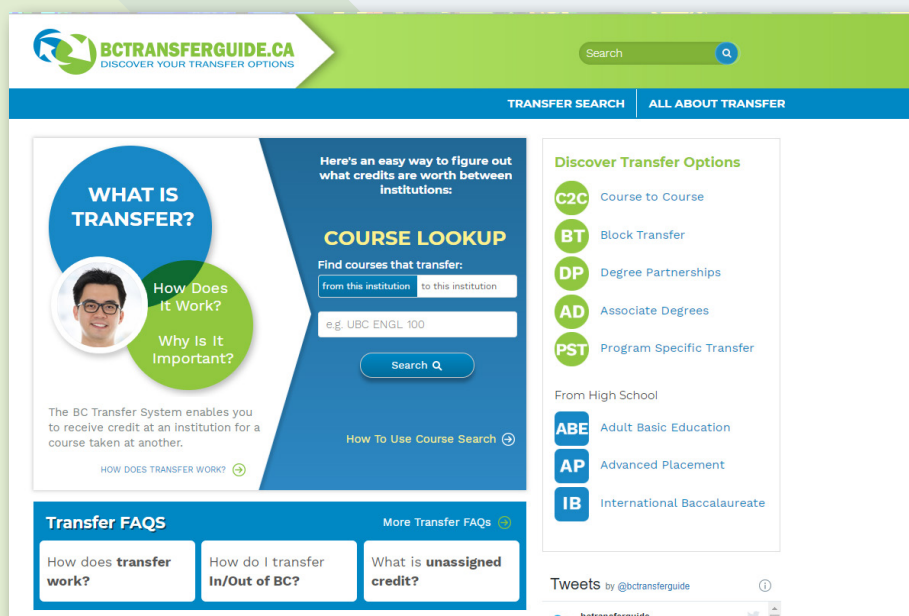 BCTRANSFERGUIDE.CA
DISCOVER YOUR TRANSFER OPTIONS
Search
TRANSFER SEARCH
ALL ABOUT TRANSFER
WHAT IS
TRANSFER?
How Does
It Work?
Why Is It
Important?
The BC Transfer System enables you
to receive credit at an institution for a
course taken at another.
HOW DOES TRANSFER WORK?
Here's an easy way to figure out
what credits are worth between
institutions:
COURSE LOOKUP
Find courses that transfer:
from this institution
to this institution
e.g. UBC ENGL 100
Search
How To Use Course Search
Discover Transfer Options
C2C Course to Course
BT Block Transfer
DP Degree Partnerships
AD Associate Degrees
PST Program Specific Transfer
From High School
ABE Adult Basic Education
AP Advanced Placement
IB International Baccalaureate
Transfer FAQS
More Transfer FAQs
How does transfer
work?
How do I transfer
In/Out of BC?
What is unassigned
credit?
Tweets by @bctransferguide
bctransferguide